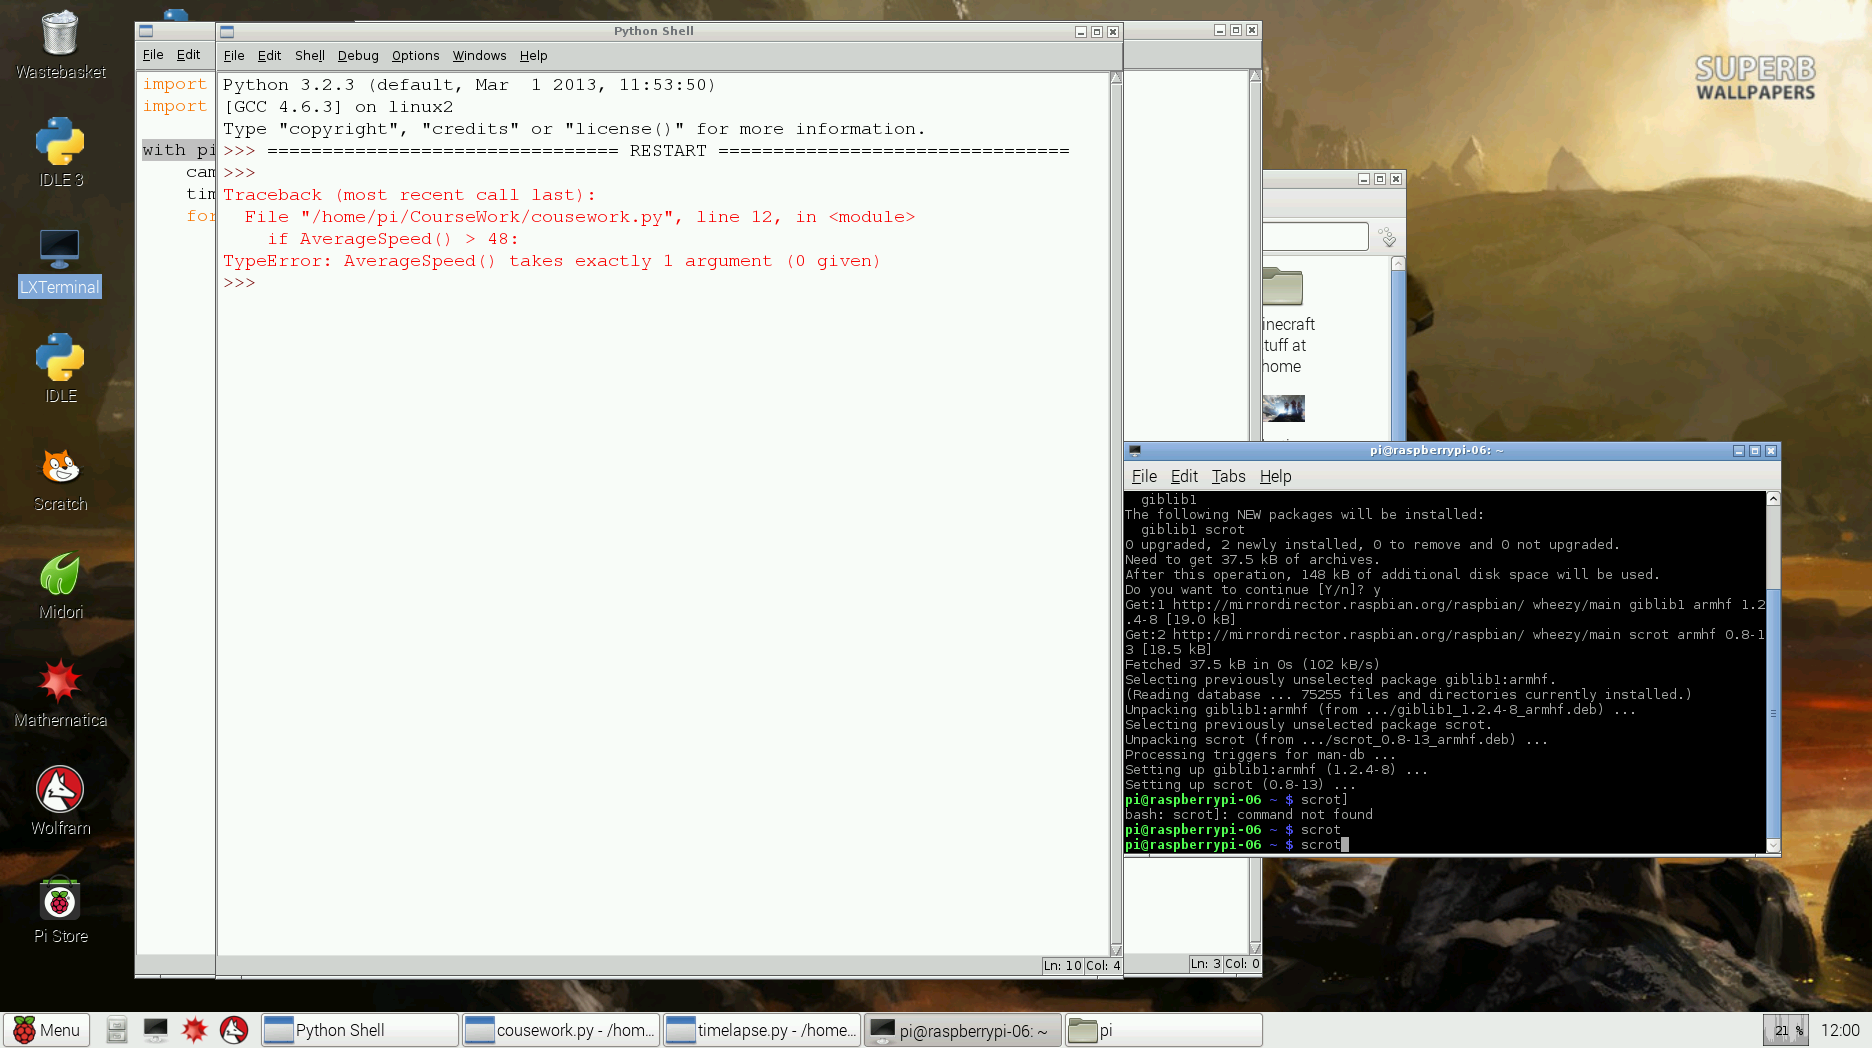 Wastebasket
IDLE 3
LXTerminal
IDLE
Scratch
Midori
Mathematica
Wolfram
Pi Store
File Edit
import
import
with pi
cam
tim
for
Python Shell
File Edit Shell Debug Options Windows Help
Python 3.2.3 (default, Mar  1 2013, 11:53:50)
[GCC 4.6.3] on linux2
Type "copyright", "credits" or "license()" for more information.
>>> ================================ RESTART ================================
>>>
Traceback (most recent call last):
  File "/home/pi/CourseWork/cousework.py", line 12, in <module>
    if AverageSpeed() > 48:
TypeError: AverageSpeed() takes exactly 1 argument (0 given)
>>>
Ln: 10 Col: 4
Ln: 3 Col: 0
SUPERB
WALLPAPERS
inecraft
tuff at
home
pi@raspberrypi-06: ~
File Edit Tabs Help
  giblib1
The following NEW packages will be installed:
  giblib1 scrot
0 upgraded, 2 newly installed, 0 to remove and 0 not upgraded.
Need to get 37.5 kB of archives.
After this operation, 148 kB of additional disk space will be used.
Do you want to continue [Y/n]? y
Get:1 http://mirrordirector.raspbian.org/raspbian/ wheezy/main giblib1 armhf 1.2
.4-8 [19.0 kB]
Get:2 http://mirrordirector.raspbian.org/raspbian/ wheezy/main scrot armhf 0.8-1
3 [18.5 kB]
Fetched 37.5 kB in 0s (102 kB/s)
Selecting previously unselected package giblib1:armhf.
(Reading database ... 75255 files and directories currently installed.)
Unpacking giblib1:armhf (from .../giblib1_1.2.4-8_armhf.deb) ...
Selecting previously unselected package scrot.
Unpacking scrot (from .../scrot_0.8-13_armhf.deb) ...
Processing triggers for man-db ...
Setting up giblib1:armhf (1.2.4-8) ...
Setting up scrot (0.8-13) ...
pi@raspberrypi-06 ~ $ scrot]
bash: scrot]: command not found
pi@raspberrypi-06 ~ $ scrot
pi@raspberrypi-06 ~ $ scrot
Menu
Python Shell
cousework.py - /hom...
timelapse.py - /home...
pi@raspberrypi-06: ~
pi
21 %
12:00